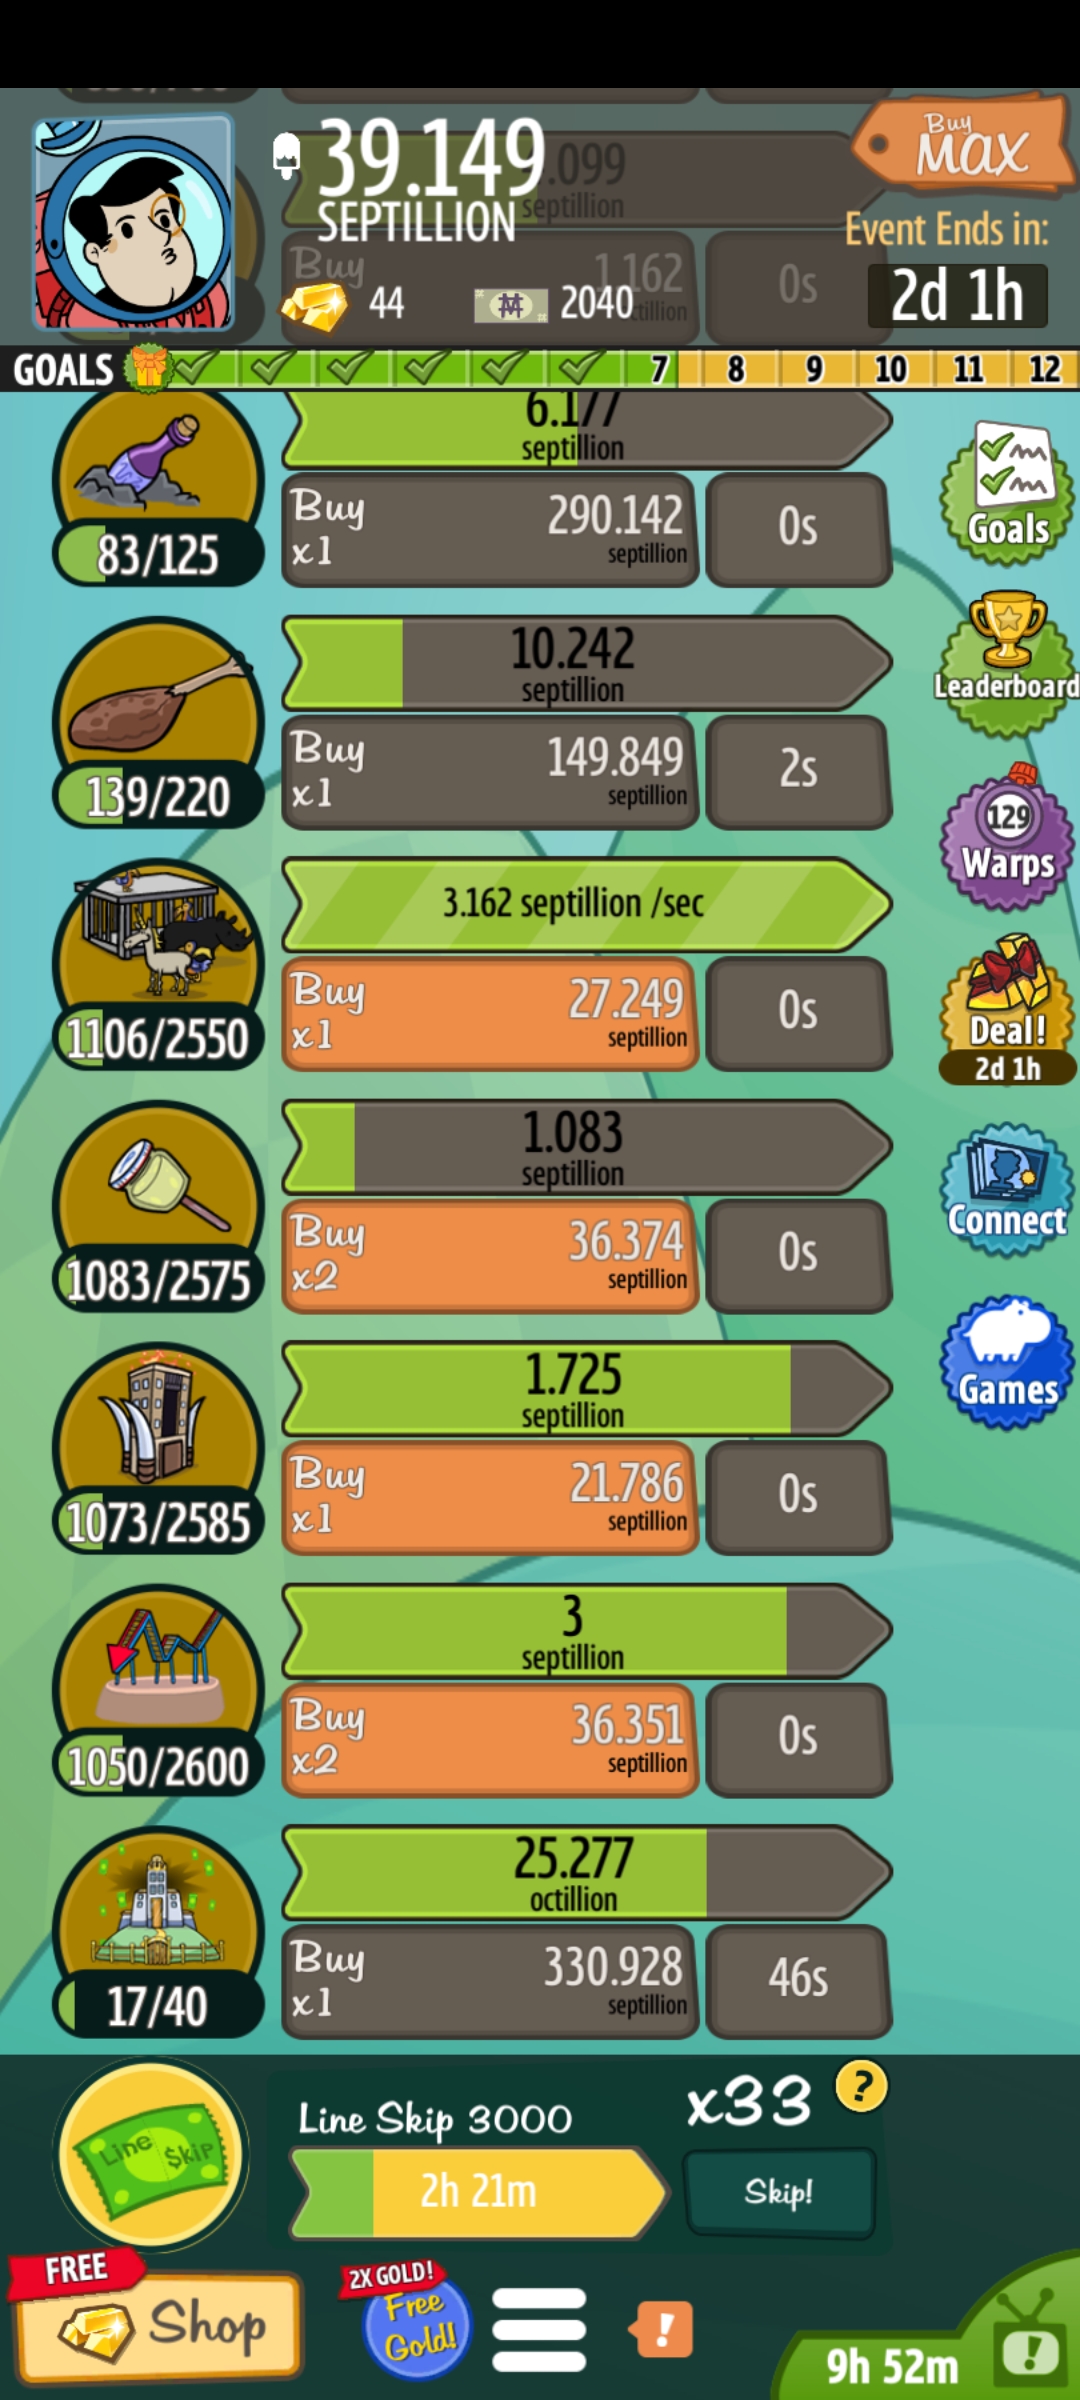 39.149
SEPTILLION
.099
septillion
Buy
MAX
Event Ends in:
2d 1h
Buy
1.162
0s
44
2040
GOALS
7
8
9
10
11
12
6.177
septillion
83/125
Buy
x1
290.142
septillion
0s
Goals
10.242
septillion
139/220
Buy
x1
149.849
septillion
2s
Leaderboard
129
Warps
3.162 septillion /sec
1106/2550
Buy
x1
27.249
septillion
0s
Deal!
2d 1h
1.083
septillion
1083/2575
Buy
x2
36.374
septillion
0s
Connect
1.725
septillion
1073/2585
Buy
x1
21.786
septillion
0s
Games
3
septillion
1050/2600
Buy
x2
36.351
septillion
0s
25.277
octillion
17/40
Buy
x1
330.928
septillion
46s
Line $kip
Line Skip 3000
2h 21m
x33
?
Skip!
FREE
Shop
2X GOLD!
Free
Gold!
!
9h 52m
!